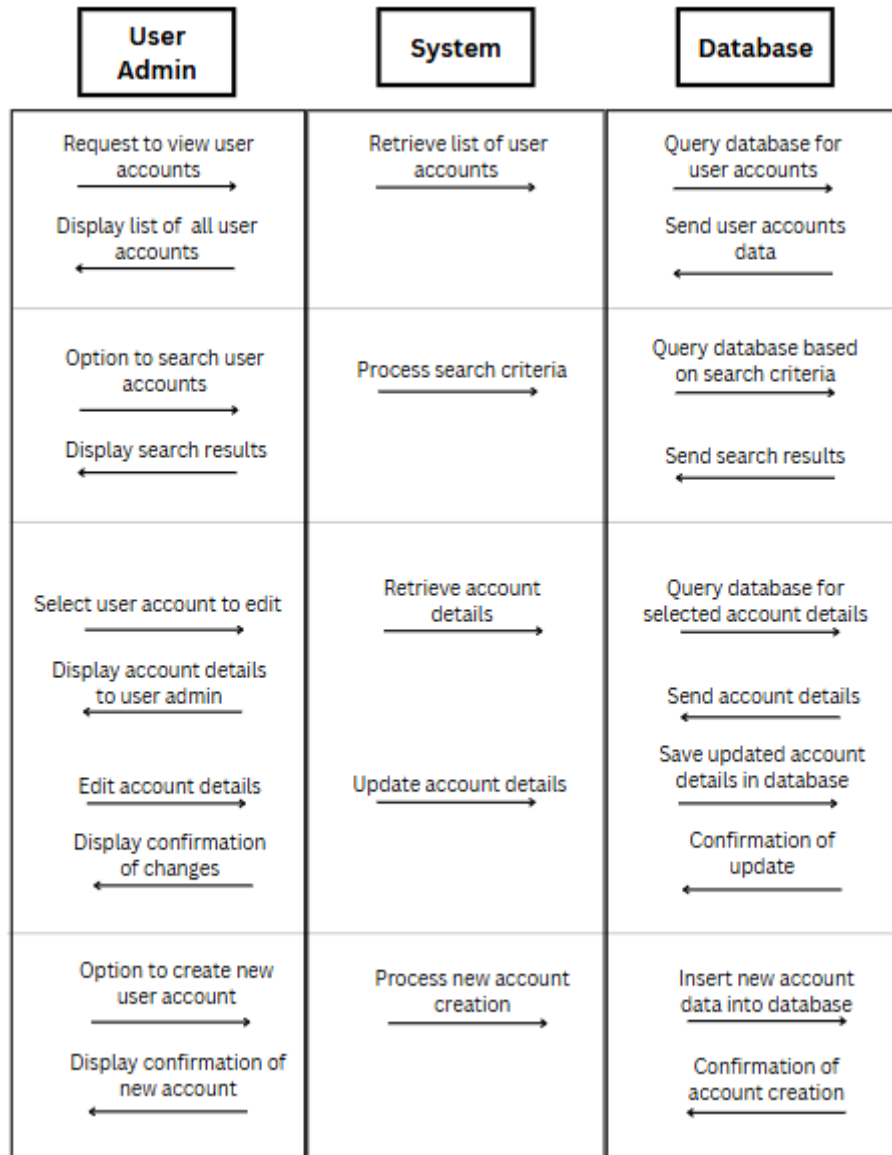 User
Admin
System
Database
Request to view user
accounts
Retrieve list of user
accounts
Query database for
user accounts
Display list of all user
accounts
Send user accounts
data
Option to search user
accounts
Process search criteria
Query database based
on search criteria
Display search results
Send search results
Select user account to edit
Retrieve account
details
Query database for
selected account details
Display account details
to user admin
Send account details
Edit account details
Update account details
Save updated account
details in database
Display confirmation
of changes
Confirmation of
update
Option to create new
user account
Process new account
creation
Insert new account
data into database
Display confirmation of
new account
Confirmation of
account creation